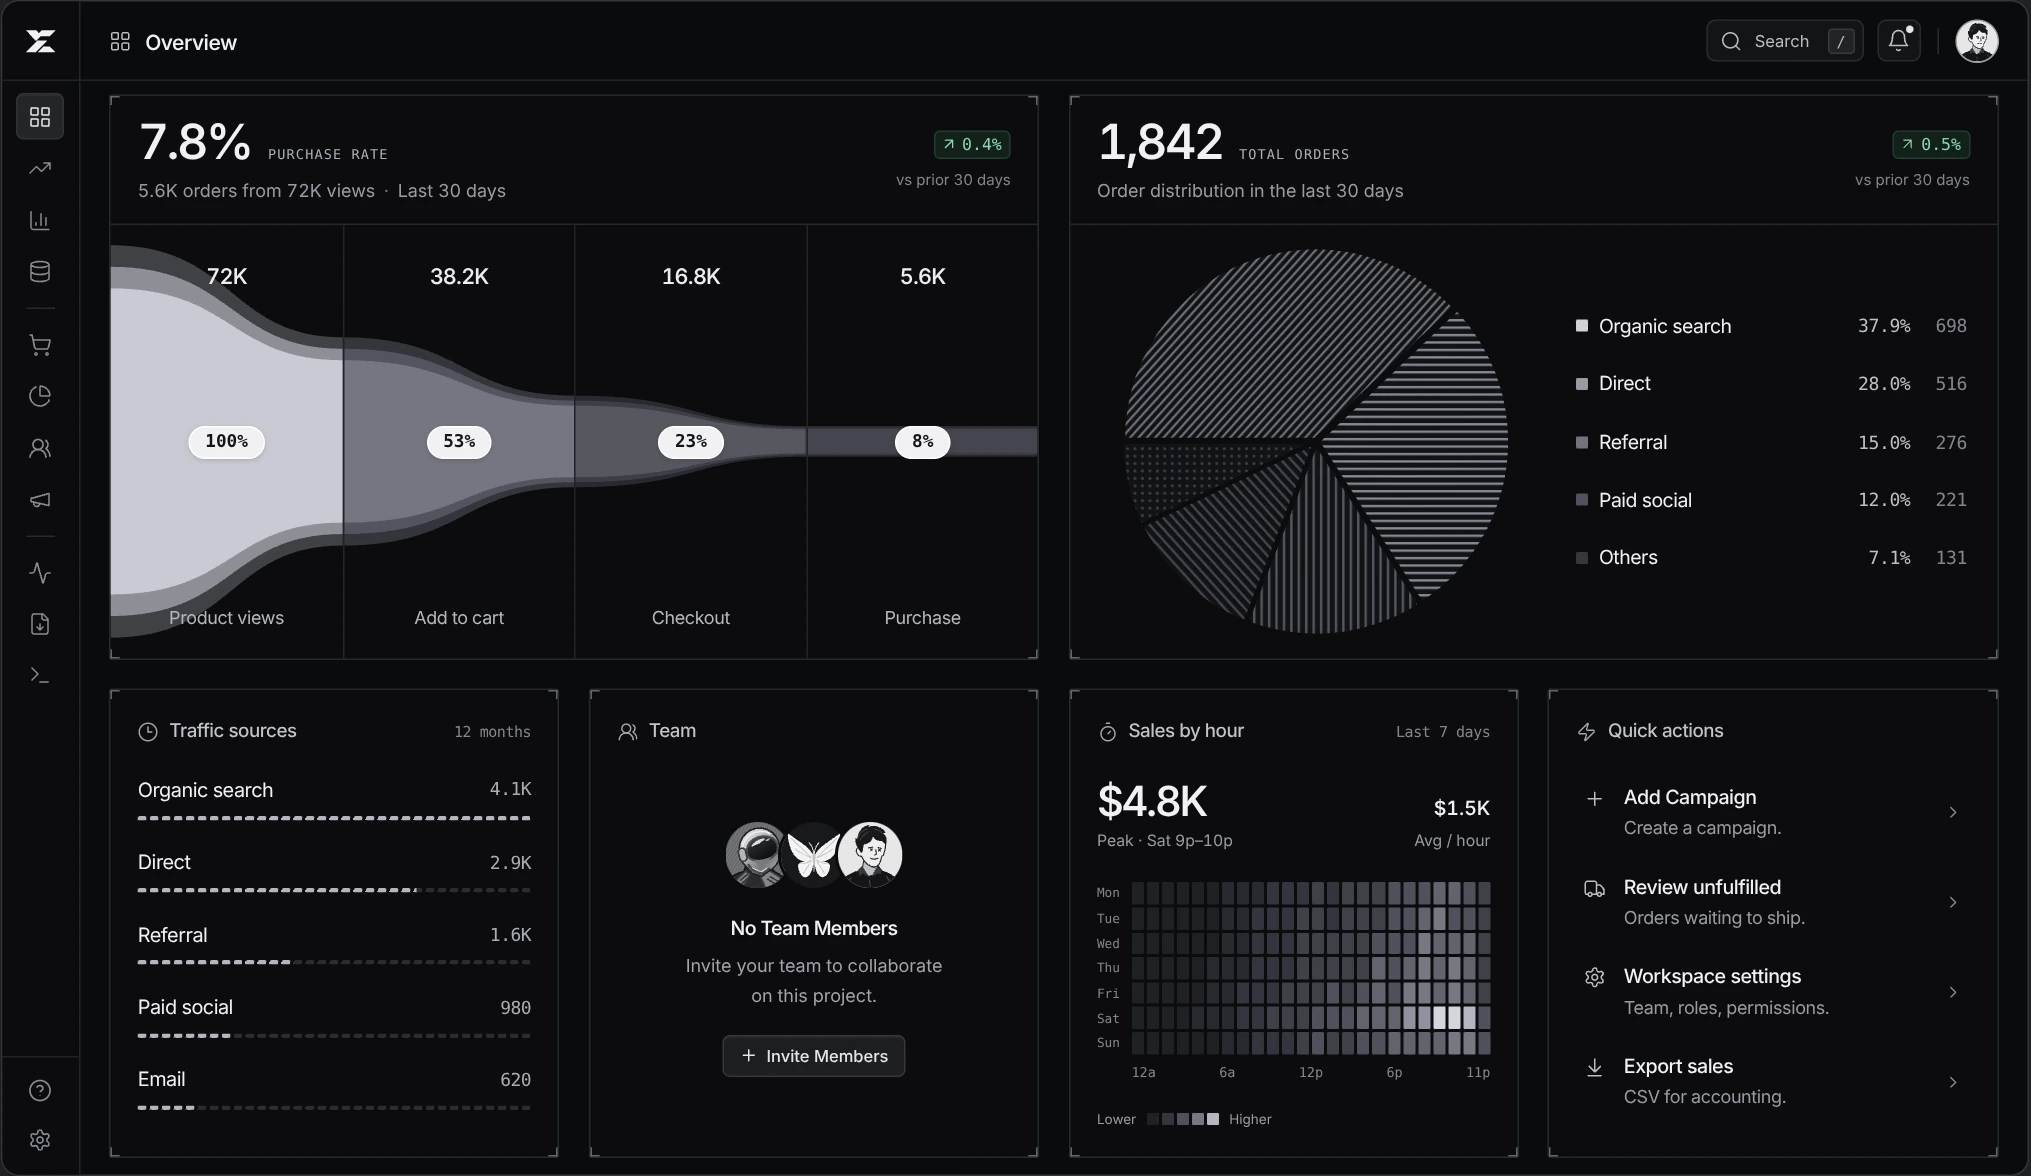 Overview
Search /
7.8% PURCHASE RATE
0.4%
5.6K orders from 72K views · Last 30 days
vs prior 30 days
72K
38.2K
16.8K
5.6K
100%
53%
23%
8%
Product views
Add to cart
Checkout
Purchase
1,842 TOTAL ORDERS
0.5%
Order distribution in the last 30 days
vs prior 30 days
Organic search 37.9% 698
Direct 28.0% 516
Referral 15.0% 276
Paid social 12.0% 221
Others 7.1% 131
Traffic sources 12 months
Organic search 4.1K
Direct 2.9K
Referral 1.6K
Paid social 980
Email 620
Team
No Team Members
Invite your team to collaborate
on this project.
Invite Members
Sales by hour Last 7 days
$4.8K $1.5K
Peak · Sat 9p–10p Avg / hour
Mon
Tue
Wed
Thu
Fri
Sat
Sun
12a 6a 12p 6p 11p
Lower Higher
Quick actions
Add Campaign
Create a campaign.
Review unfulfilled
Orders waiting to ship.
Workspace settings
Team, roles, permissions.
Export sales
CSV for accounting.